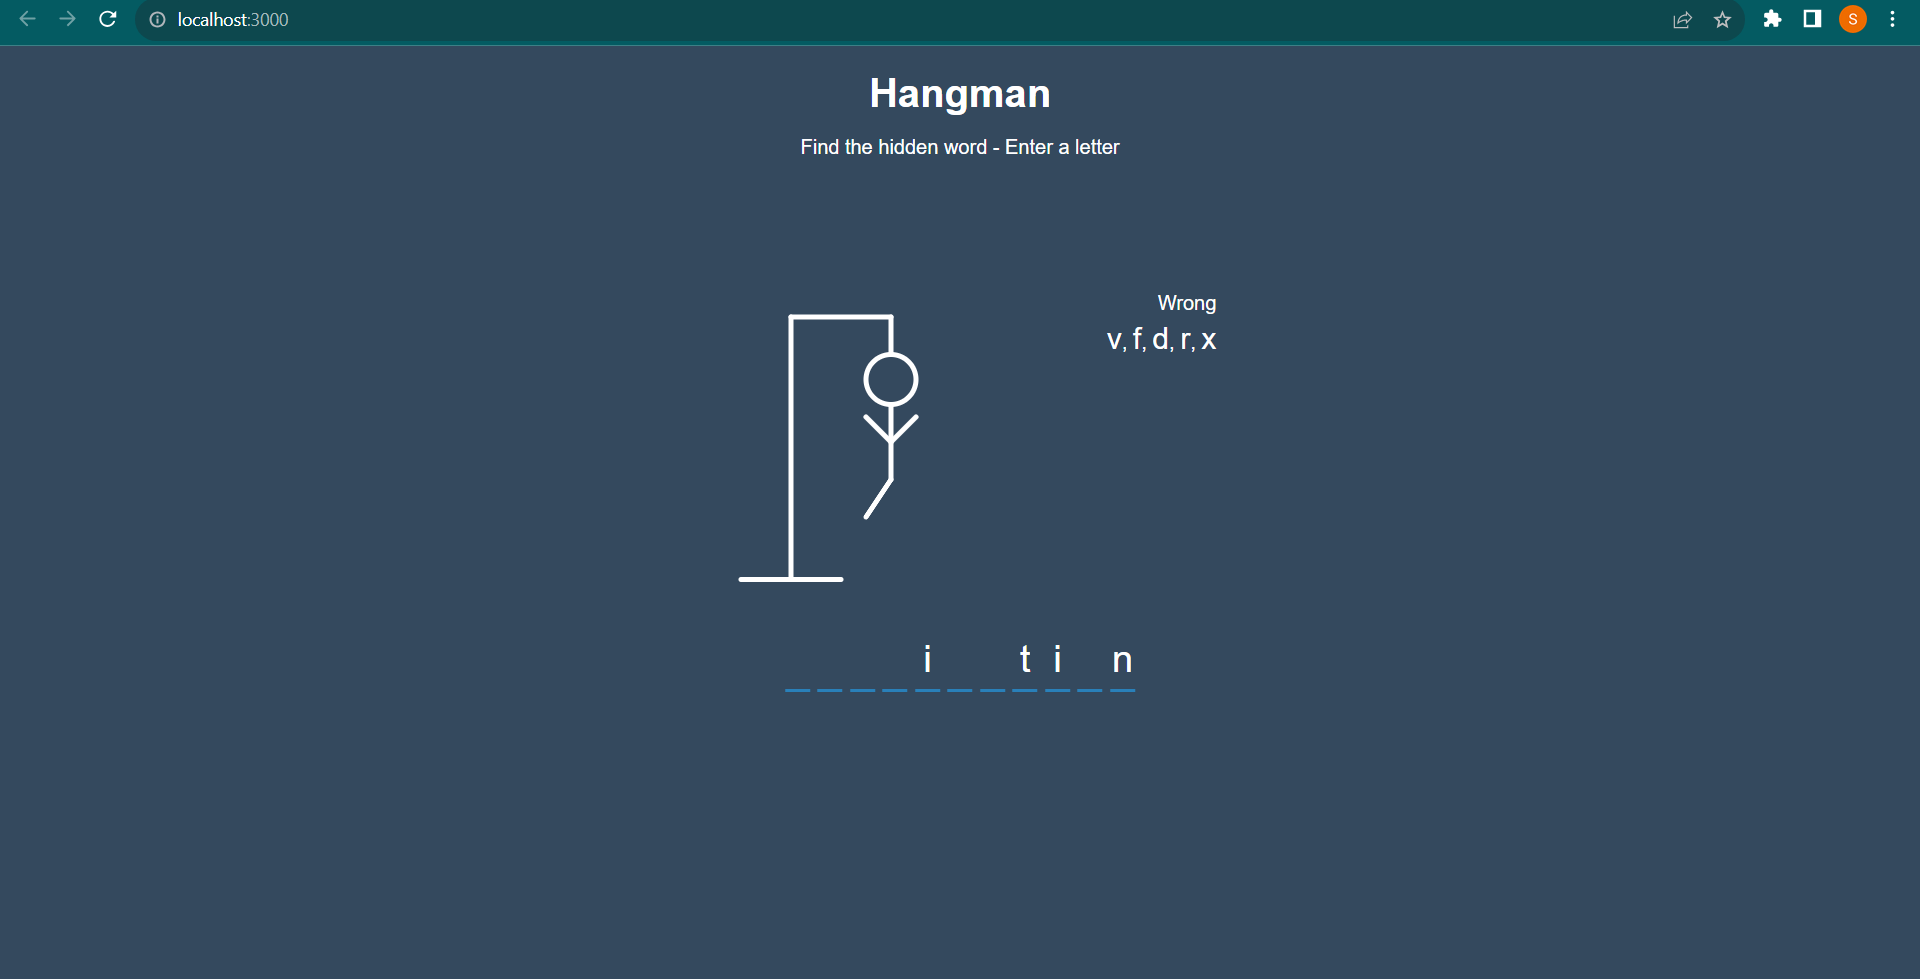 localhost:3000
S
Hangman
Find the hidden word - Enter a letter
Wrong
v, f, d, r, x
i t i n